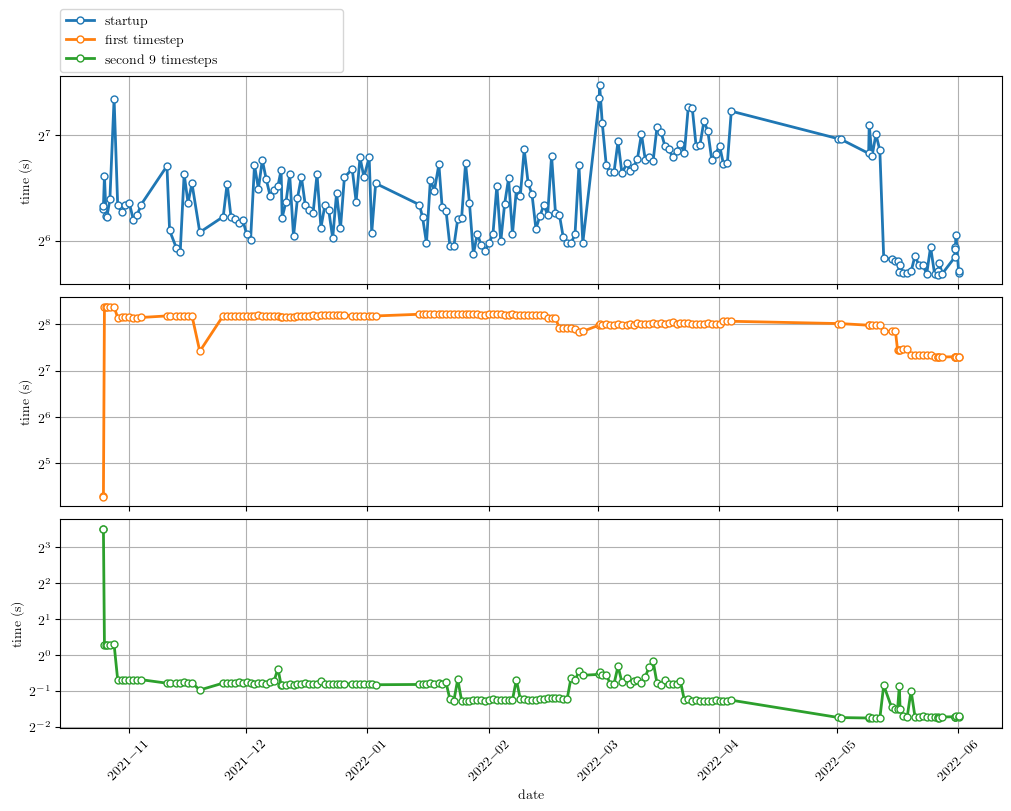 startup
first timestep
second 9 timesteps
2^7
2^6
time (s)
2^8
2^7
2^6
2^5
time (s)
2^3
2^2
2^1
2^0
2^−1
2^−2
time (s)
2021−11
2021−12
2022−01
2022−02
2022−03
2022−04
2022−05
2022−06
date